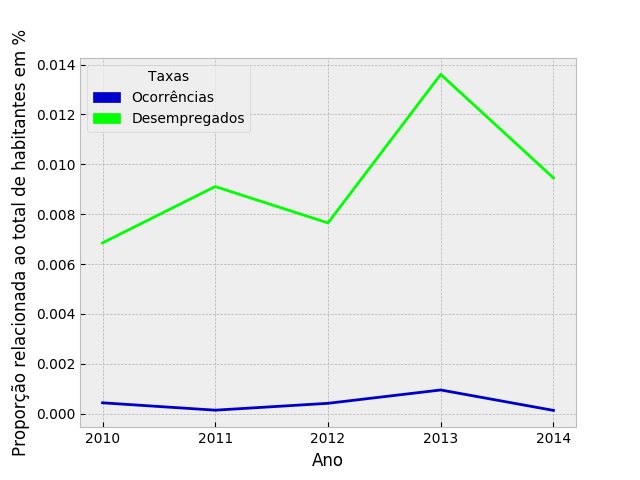 Proporção relacionada ao total de habitantes em %
0.014
0.012
0.010
0.008
0.006
0.004
0.002
0.000
Taxas
Ocorrências
Desempregados
2010 2011 2012 2013 2014
Ano